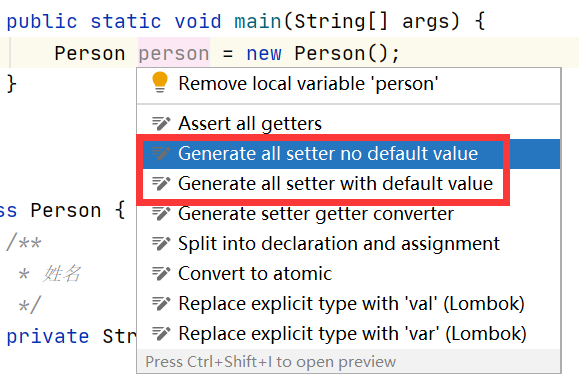 public static void main(String[] args) {
Person person = new Person();
}
Remove local variable 'person'
Assert all getters
Generate all setter no default value
Generate all setter with default value
Generate setter getter converter
Split into declaration and assignment
Convert to atomic
Replace explicit type with 'val' (Lombok)
Replace explicit type with 'var' (Lombok)
Press Ctrl+Shift+I to open preview
ss Person {
/**
* 姓名
*/
private Str